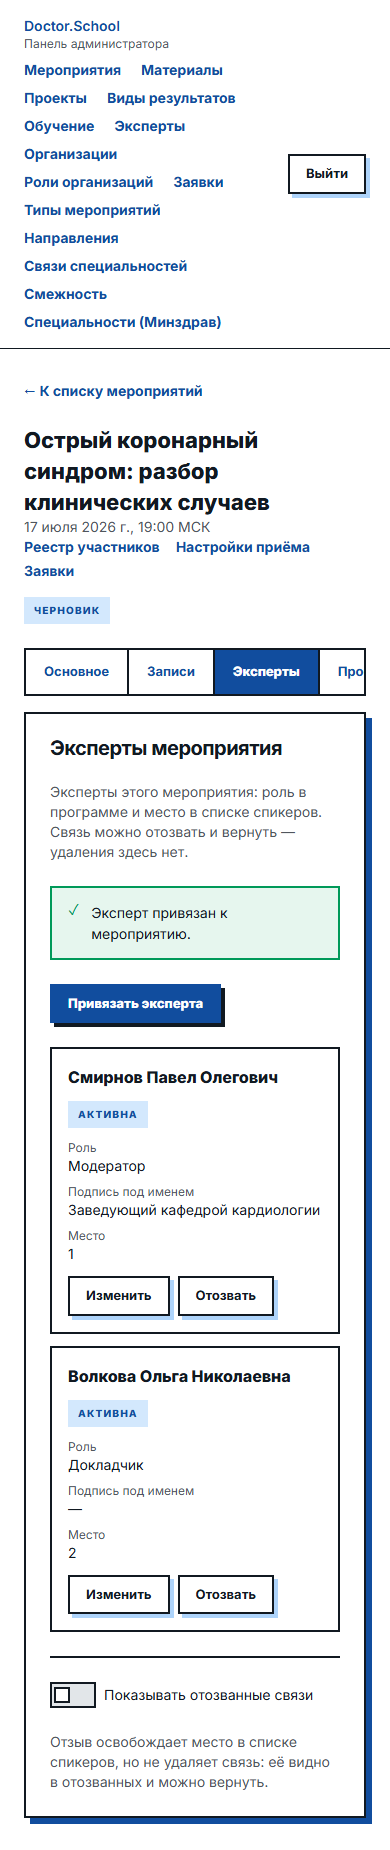 Doctor.School
Панель администратора
Мероприятия Материалы
Проекты Виды результатов
Обучение Эксперты
Организации
Роли организаций Заявки
Типы мероприятий
Направления
Связи специальностей
Смежность
Специальности (Минздрав)
Выйти
← К списку мероприятий
Острый коронарный
синдром: разбор
клинических случаев
17 июля 2026 г., 19:00 МСК
Реестр участников Настройки приёма
Заявки
ЧЕРНОВИК
Основное Записи Эксперты Про
Эксперты мероприятия
Эксперты этого мероприятия: роль в
программе и место в списке спикеров.
Связь можно отозвать и вернуть —
удаления здесь нет.
✓ Эксперт привязан к
мероприятию.
Привязать эксперта
Смирнов Павел Олегович
АКТИВНА
Роль
Модератор
Подпись под именем
Заведующий кафедрой кардиологии
Место
1
Изменить Отозвать
Волкова Ольга Николаевна
АКТИВНА
Роль
Докладчик
Подпись под именем
—
Место
2
Изменить Отозвать
Показывать отозванные связи
Отзыв освобождает место в списке
спикеров, но не удаляет связь: её видно
в отозванных и можно вернуть.